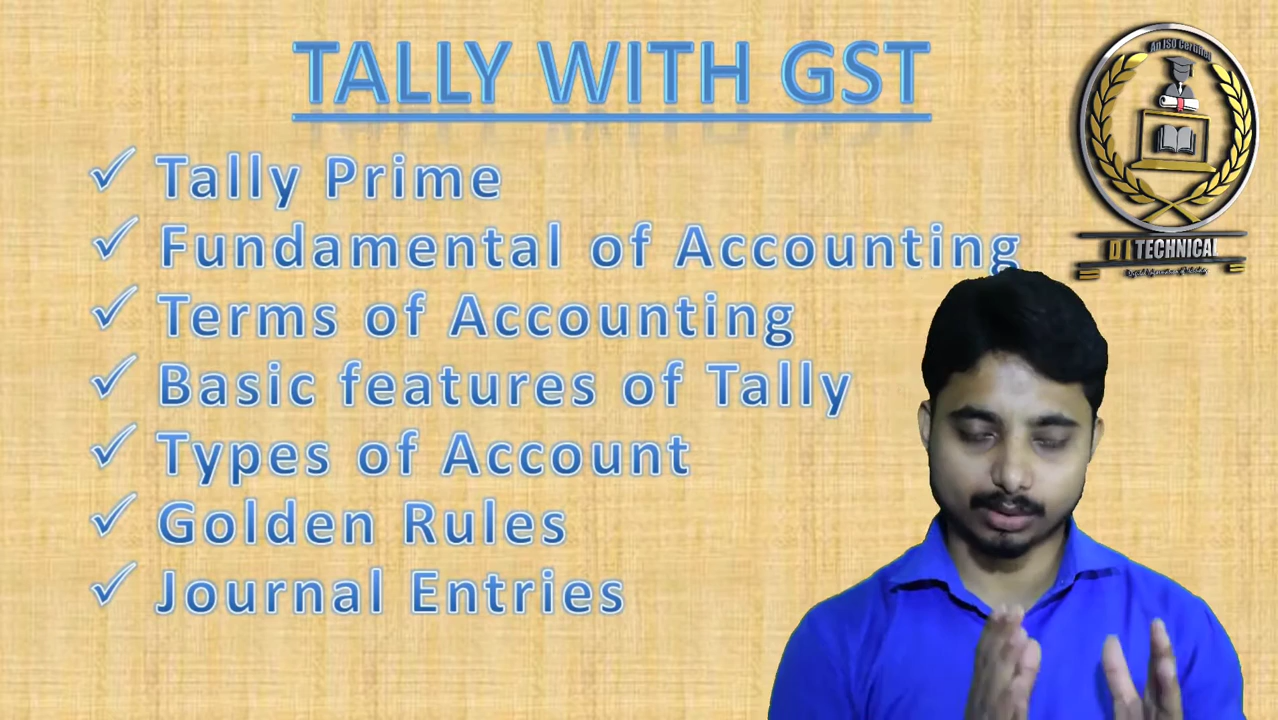 TALLY WITH GST
An ISO Certified
Tally Prime
Fundamental of Accounting
TECHNICAL
Terms of Accounting
Basic features of Tally
Types of Account
Golden Rules
Journal Entries